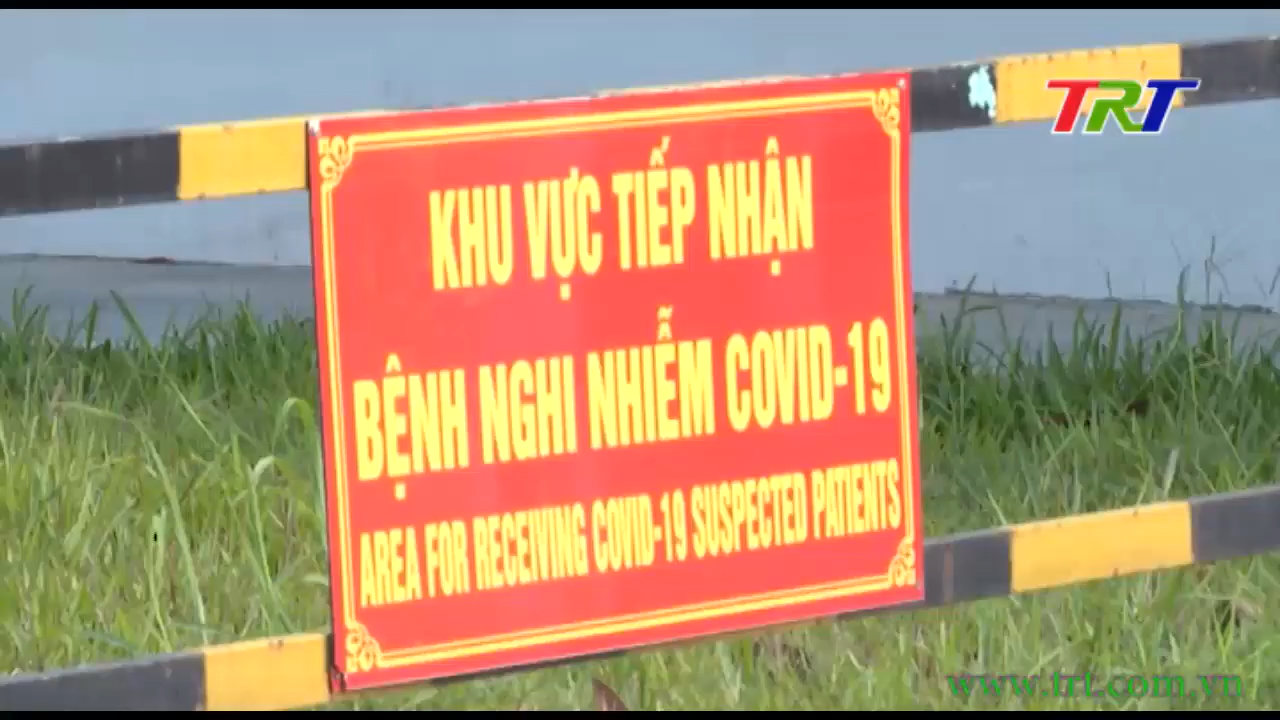 TRT
KHU VỰC TIẾP NHẬN
BỆNH NGHI NHIỄM COVID-19
AREA FOR RECEIVING COVID-19 SUSPECTED PATIENTS
www.trt.com.vn